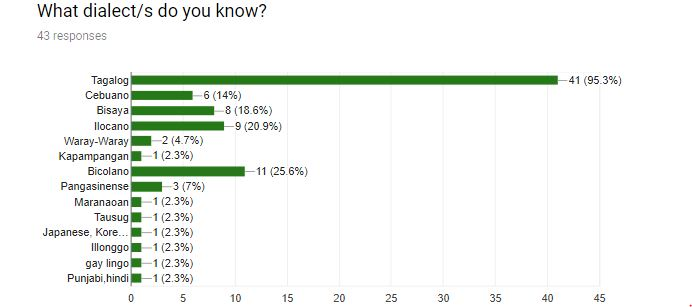 What dialect/s do you know?
43 responses
Tagalog 41 (95.3%)
Cebuano 6 (14%)
Bisaya 8 (18.6%)
Ilocano 9 (20.9%)
Waray-Waray 2 (4.7%)
Kapampangan 1 (2.3%)
Bicolano 11 (25.6%)
Pangasinense 3 (7%)
Maranaoan 1 (2.3%)
Tausug 1 (2.3%)
Japanese, Kore... 1 (2.3%)
Illonggo 1 (2.3%)
gay lingo 1 (2.3%)
Punjabi,hindi 1 (2.3%)
0 5 10 15 20 25 30 35 40 45